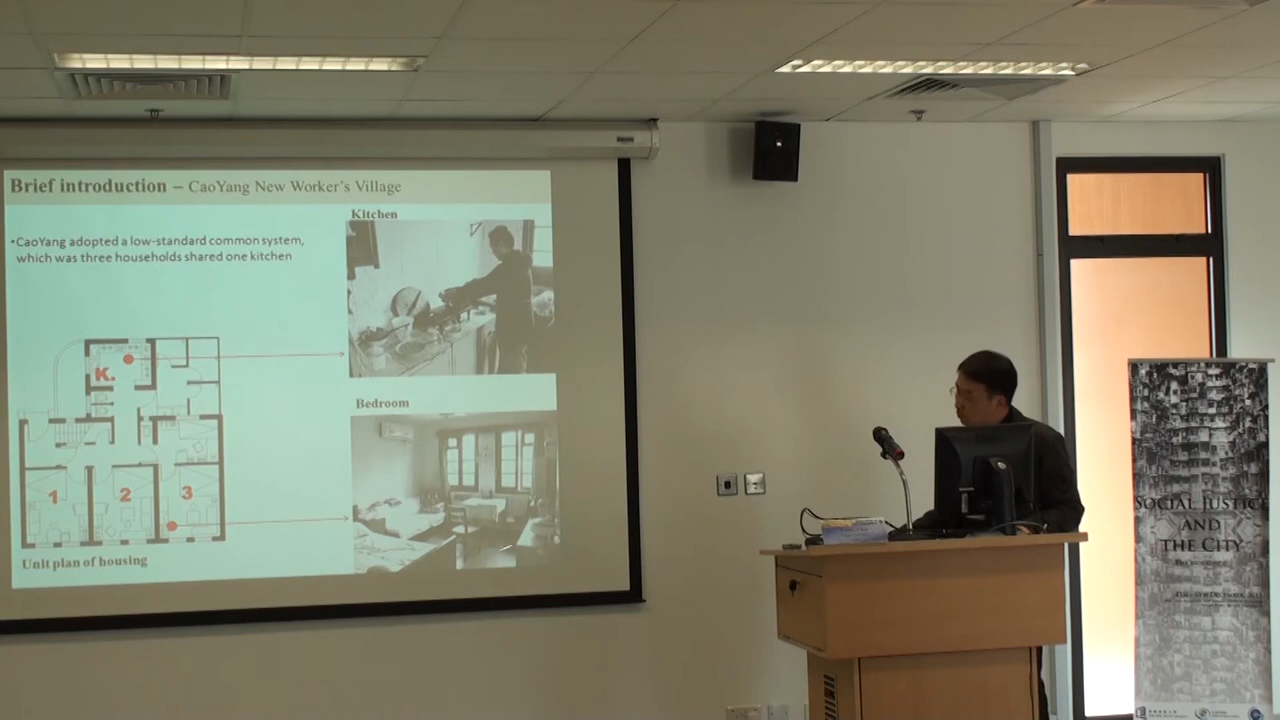 Brief introduction – CaoYang New Worker's Village
•CaoYang adopted a low-standard common system,
which was three households shared one kitchen
Kitchen
K.
Bedroom
1 2 3
Unit plan of housing
Social Justice
and
the City